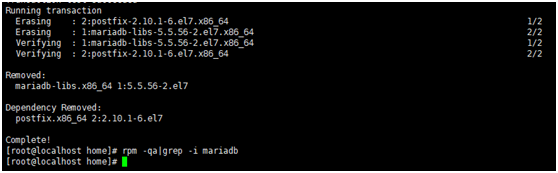 Running transaction
Erasing : 2:postfix-2.10.1-6.el7.x86_64 1/2
Erasing : 1:mariadb-libs-5.5.56-2.el7.x86_64 2/2
Verifying : 1:mariadb-libs-5.5.56-2.el7.x86_64 1/2
Verifying : 2:postfix-2.10.1-6.el7.x86_64 2/2
Removed:
mariadb-libs.x86_64 1:5.5.56-2.el7
Dependency Removed:
postfix.x86_64 2:2.10.1-6.el7
Complete!
[root@localhost home]# rpm -qa|grep -i mariadb
[root@localhost home]#